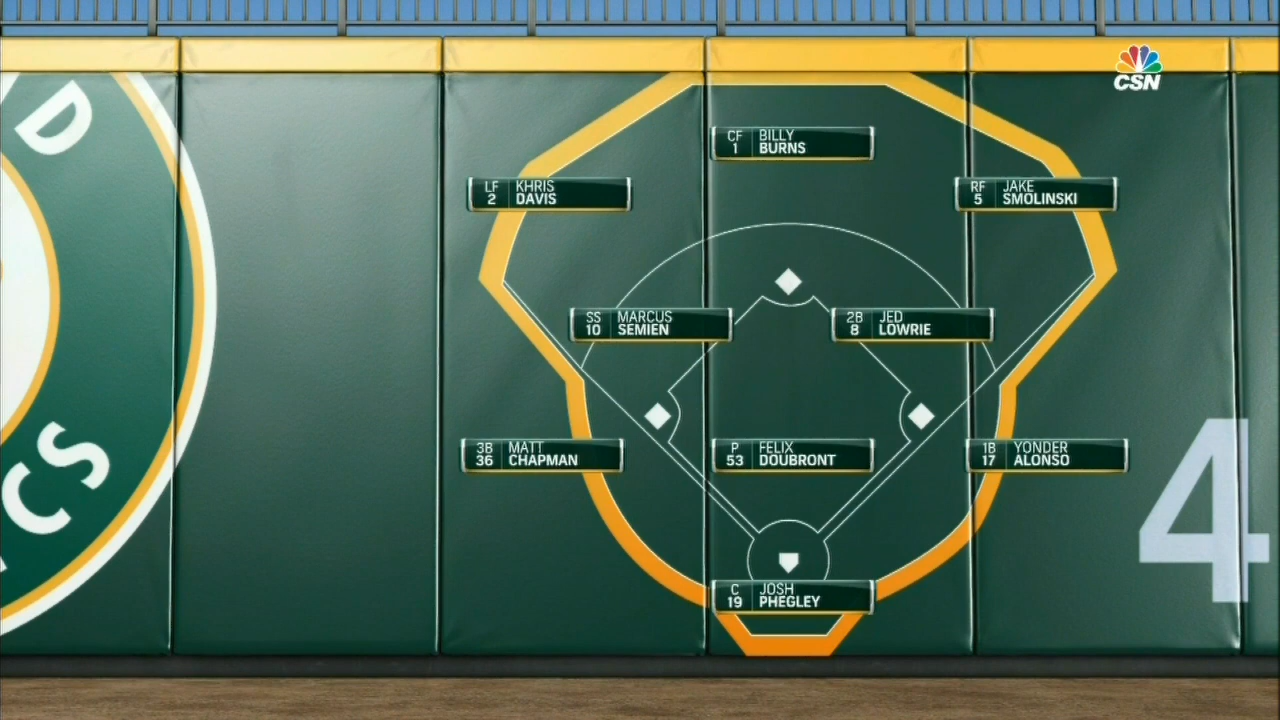 CSN
D
CF BILLY
1 BURNS
LF KHRIS
2 DAVIS
RF JAKE
5 SMOLINSKI
SS MARCUS
10 SEMIEN
2B JED
8 LOWRIE
3B MATT
36 CHAPMAN
P FELIX
53 DOUBRONT
1B YONDER
17 ALONSO
ICS
4
C JOSH
19 PHEGLEY